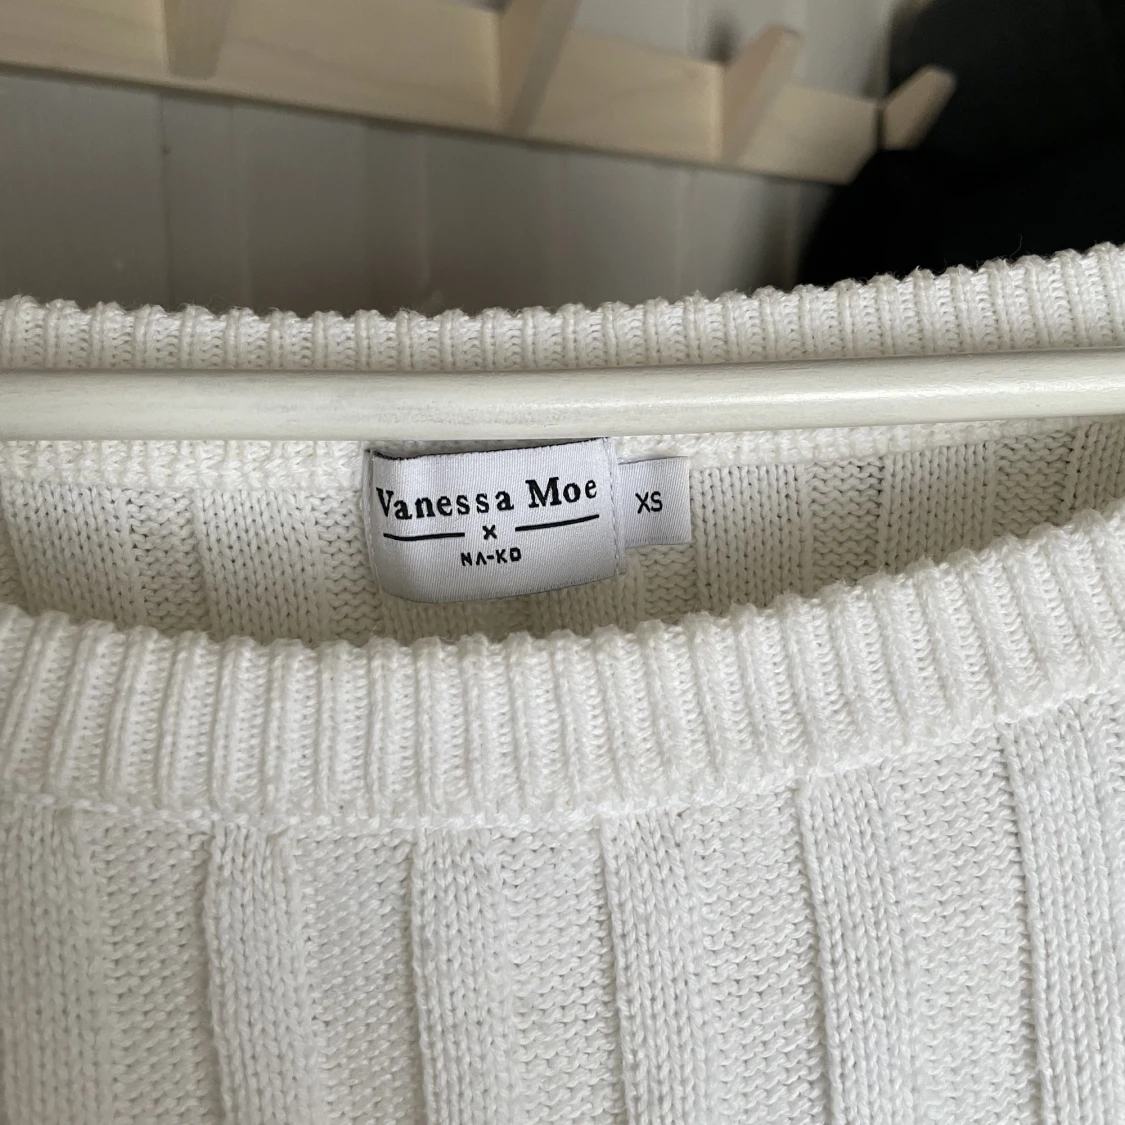 Vanessa Moe
x
NA-KD
XS